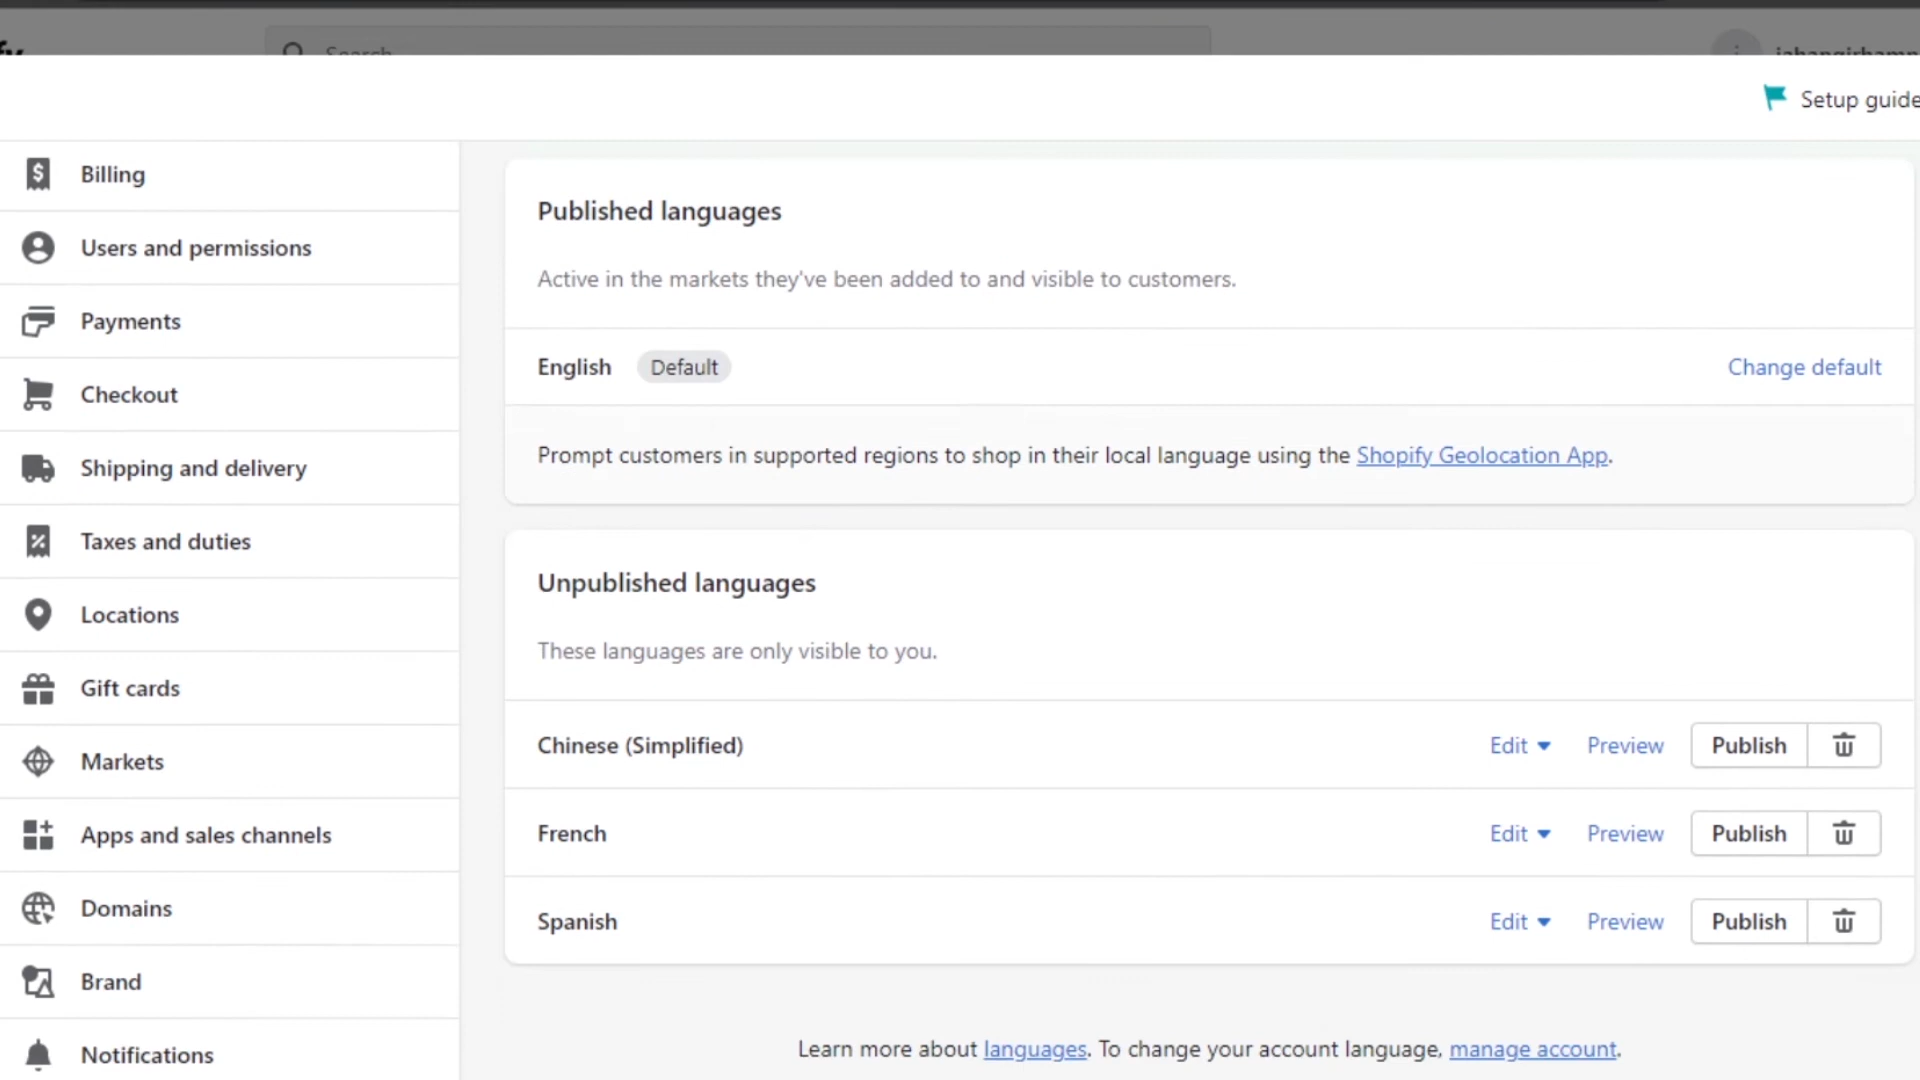 Setup guide
Billing
Users and permissions
Payments
Checkout
Shipping and delivery
Taxes and duties
Locations
Gift cards
Markets
Apps and sales channels
Domains
Brand
Notifications
Published languages
Active in the markets they've been added to and visible to customers.
English Default Change default
Prompt customers in supported regions to shop in their local language using the Shopify Geolocation App.
Unpublished languages
These languages are only visible to you.
Chinese (Simplified) Edit Preview Publish
French Edit Preview Publish
Spanish Edit Preview Publish
Learn more about languages. To change your account language, manage account.